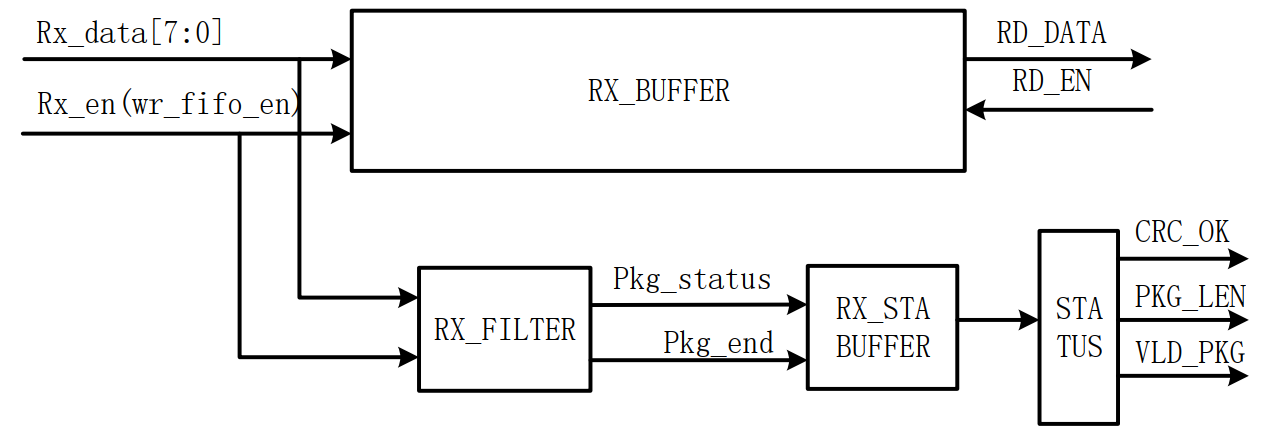 Rx_data[7:0]
RD_DATA
Rx_en(wr_fifo_en)
RX_BUFFER
RD_EN
CRC_OK
Pkg_status
PKG_LEN
RX_FILTER
RX_STA
BUFFER
STA
TUS
Pkg_end
VLD_PKG